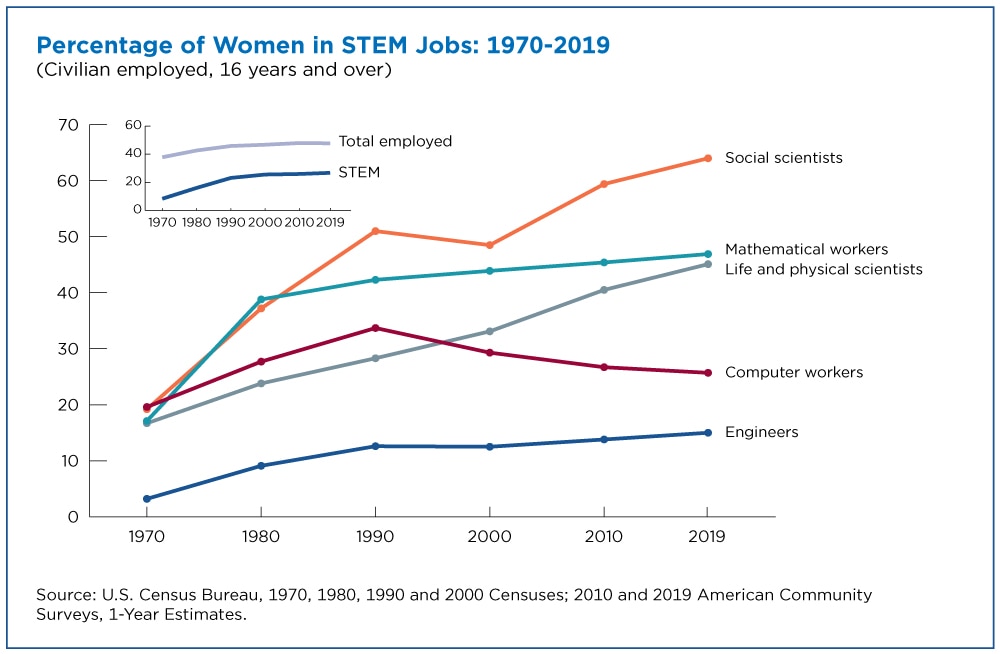 Percentage of Women in STEM Jobs: 1970-2019
(Civilian employed, 16 years and over)
70
60
50
40
30
20
10
0
1970
1980
1990
2000
2010
2019
60
40
20
0
1970 1980 1990 2000 2010 2019
Total employed
STEM
Social scientists
Mathematical workers
Life and physical scientists
Computer workers
Engineers
Source: U.S. Census Bureau, 1970, 1980, 1990 and 2000 Censuses; 2010 and 2019 American Community
Surveys, 1-Year Estimates.